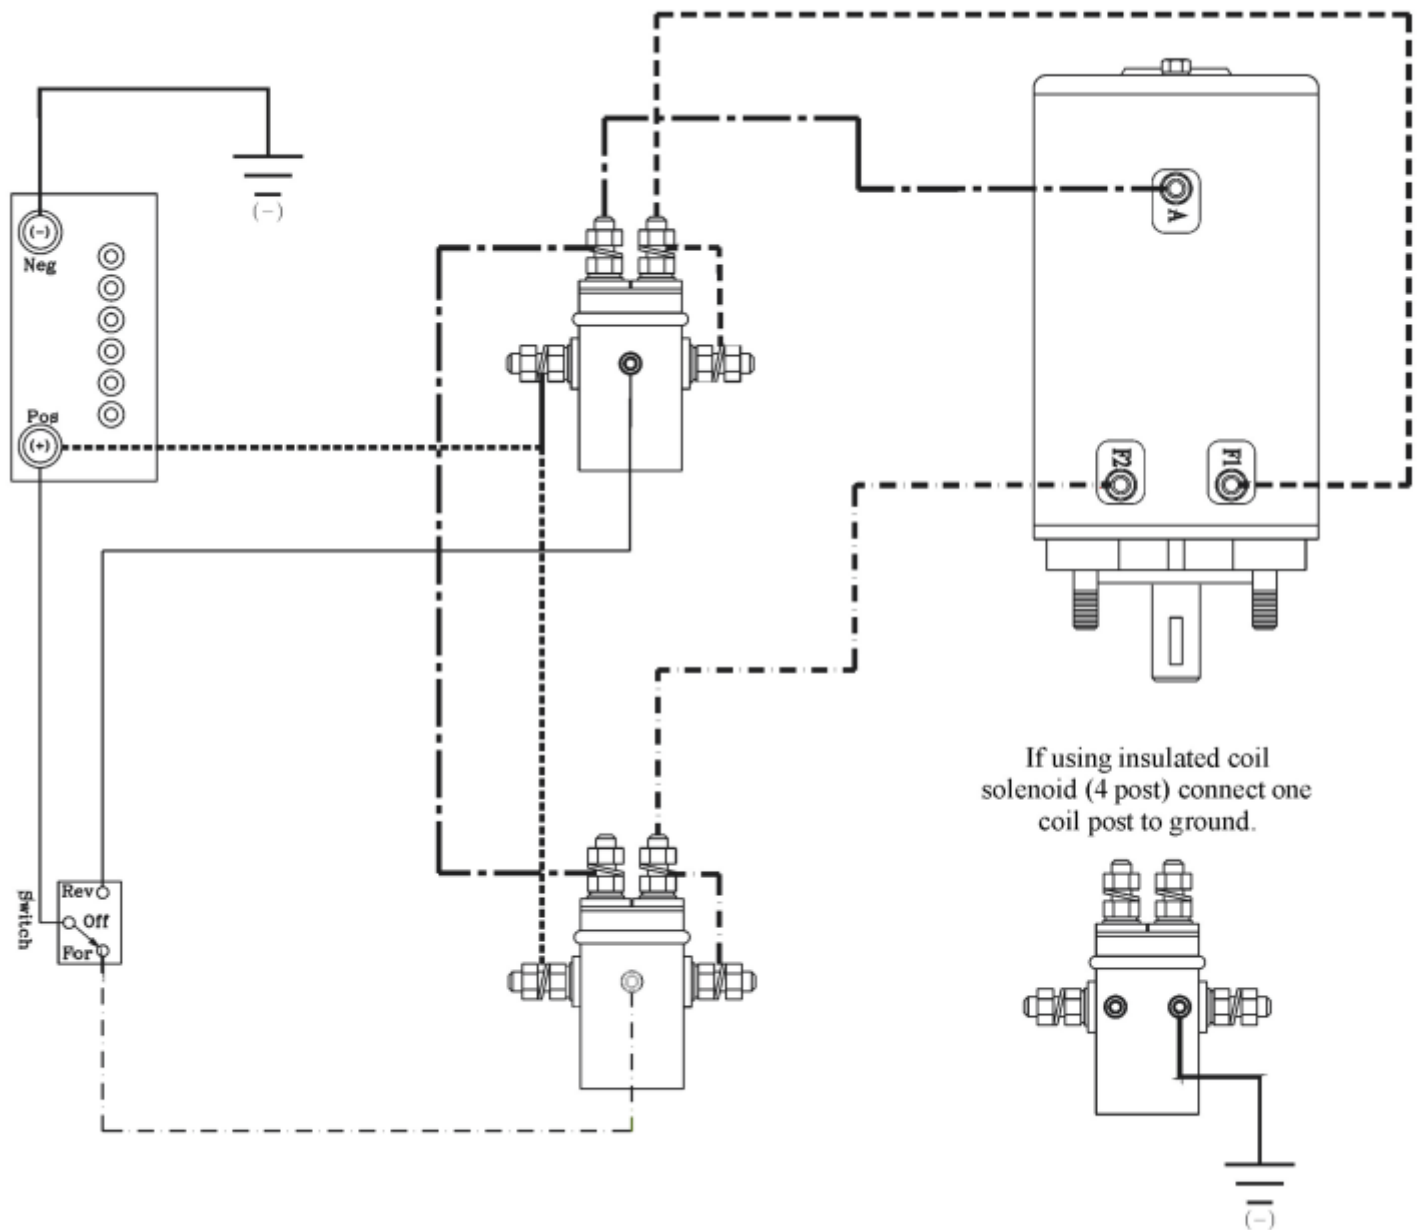 (-)
(-)
Neg
Pos
(+)
A
F2
F1
If using insulated coil
solenoid (4 post) connect one
coil post to ground.
Switch
Rev
Off
For
(-)